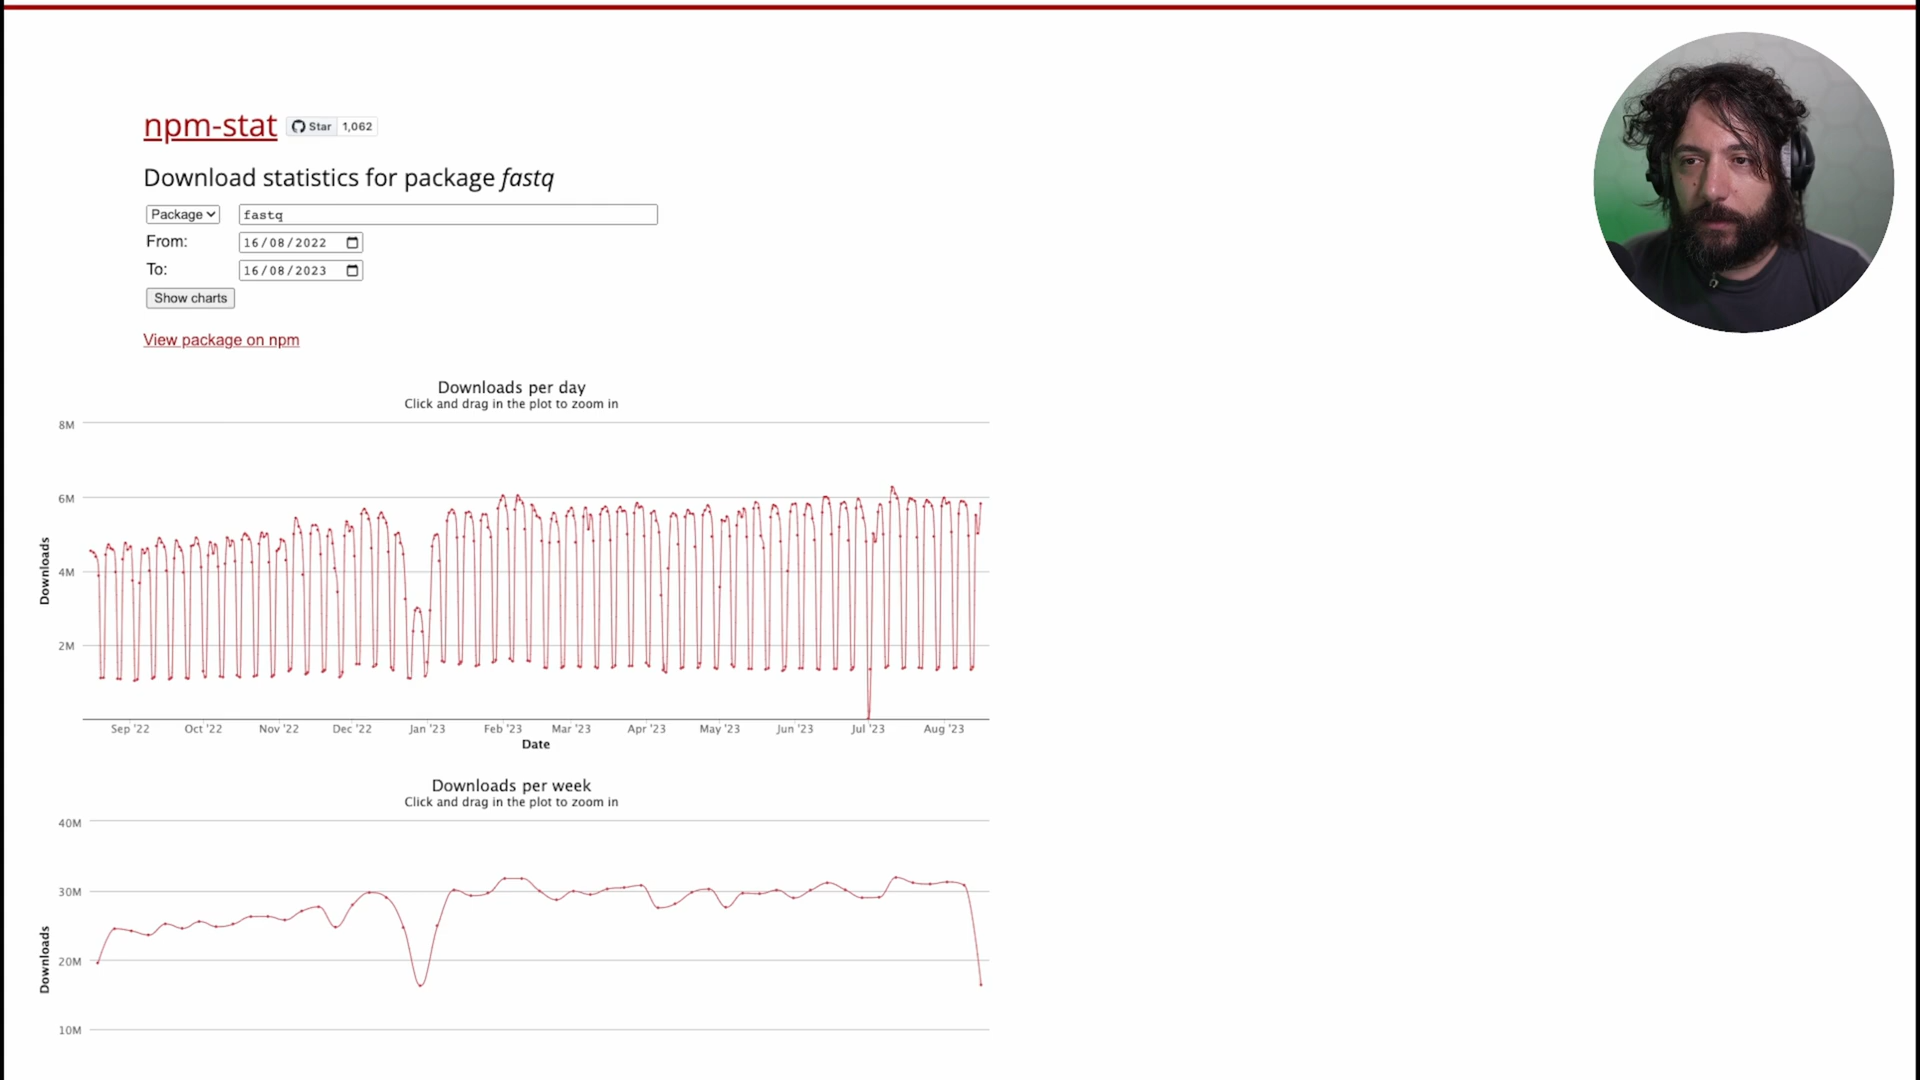 npm-stat Star 1,062
Download statistics for package fastq
Package fastq
From: 16/08/2022
To: 16/08/2023
Show charts
View package on npm
Downloads per day
Click and drag in the plot to zoom in
8M
6M
4M
2M
Downloads
Sep '22 Oct '22 Nov '22 Dec '22 Jan '23 Feb '23 Mar '23 Apr '23 May '23 Jun '23 Jul '23 Aug '23
Date
Downloads per week
Click and drag in the plot to zoom in
40M
30M
20M
10M
Downloads